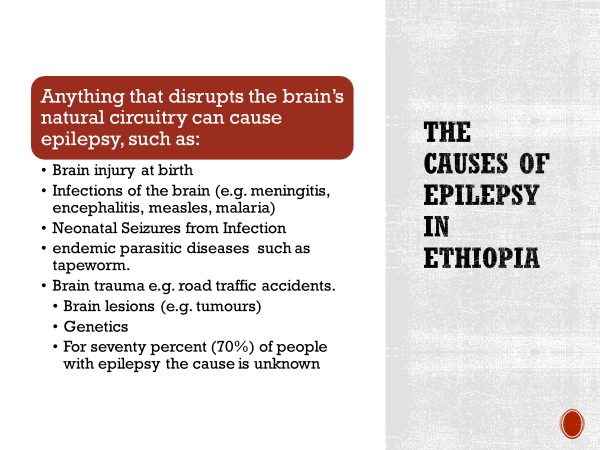 Anything that disrupts the brain's
natural circuitry can cause
epilepsy, such as:
• Brain injury at birth
• Infections of the brain (e.g. meningitis,
encephalitis, measles, malaria)
• Neonatal Seizures from Infection
• endemic parasitic diseases such as
tapeworm.
• Brain trauma e.g. road traffic accidents.
• Brain lesions (e.g. tumours)
• Genetics
• For seventy percent (70%) of people
with epilepsy the cause is unknown
THE
CAUSES OF
EPILEPSY
IN
ETHIOPIA